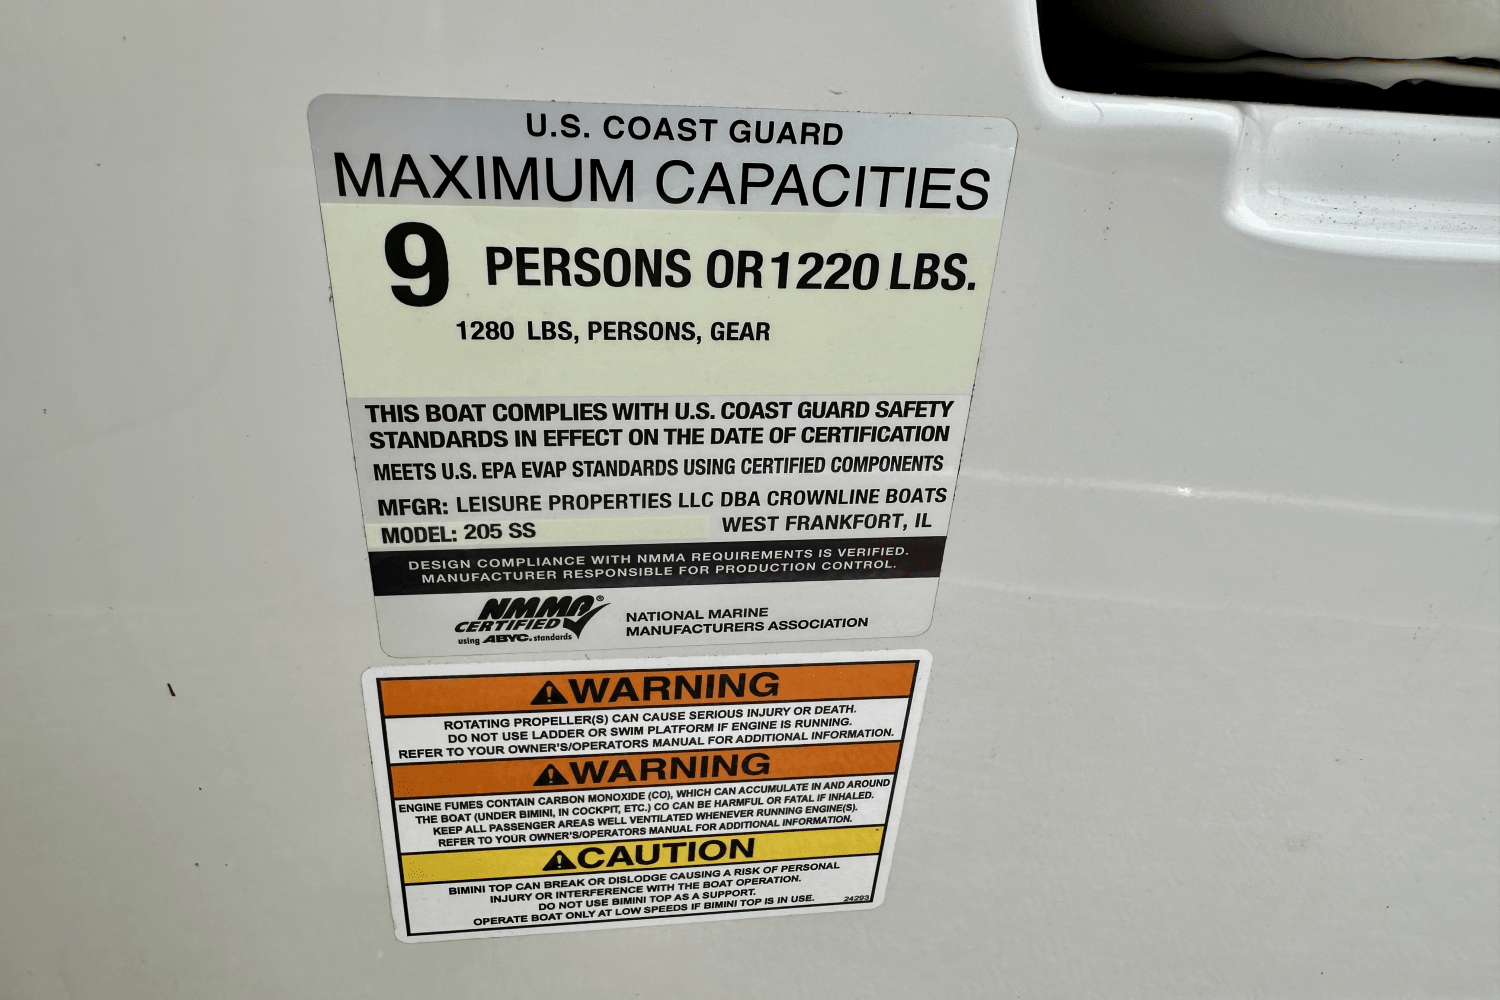 U.S. COAST GUARD
MAXIMUM CAPACITIES
9 PERSONS OR 1220 LBS.
1280 LBS, PERSONS, GEAR
THIS BOAT COMPLIES WITH U.S. COAST GUARD SAFETY
STANDARDS IN EFFECT ON THE DATE OF CERTIFICATION
MEETS U.S. EPA EVAP STANDARDS USING CERTIFIED COMPONENTS
MFGR: LEISURE PROPERTIES LLC DBA CROWNLINE BOATS
MODEL: 205 SS WEST FRANKFORT, IL
DESIGN COMPLIANCE WITH NMMA REQUIREMENTS IS VERIFIED.
MANUFACTURER RESPONSIBLE FOR PRODUCTION CONTROL.
NMMA®
CERTIFIED
using ABYC. standards
NATIONAL MARINE
MANUFACTURERS ASSOCIATION
WARNING
ROTATING PROPELLER(S) CAN CAUSE SERIOUS INJURY OR DEATH.
DO NOT USE LADDER OR SWIM PLATFORM IF ENGINE IS RUNNING.
REFER TO YOUR OWNER'S/OPERATORS MANUAL FOR ADDITIONAL INFORMATION.
WARNING
ENGINE FUMES CONTAIN CARBON MONOXIDE (CO), WHICH CAN ACCUMULATE IN AND AROUND
THE BOAT (UNDER BIMINI, IN COCKPIT, ETC.) CO CAN BE HARMFUL OR FATAL IF INHALED.
KEEP ALL PASSENGER AREAS WELL VENTILATED WHENEVER RUNNING ENGINE(S).
REFER TO YOUR OWNER'S/OPERATORS MANUAL FOR ADDITIONAL INFORMATION.
CAUTION
BIMINI TOP CAN BREAK OR DISLODGE CAUSING A RISK OF PERSONAL
INJURY OR INTERFERENCE WITH THE BOAT OPERATION.
DO NOT USE BIMINI TOP AS A SUPPORT.
OPERATE BOAT ONLY AT LOW SPEEDS IF BIMINI TOP IS IN USE.
24293